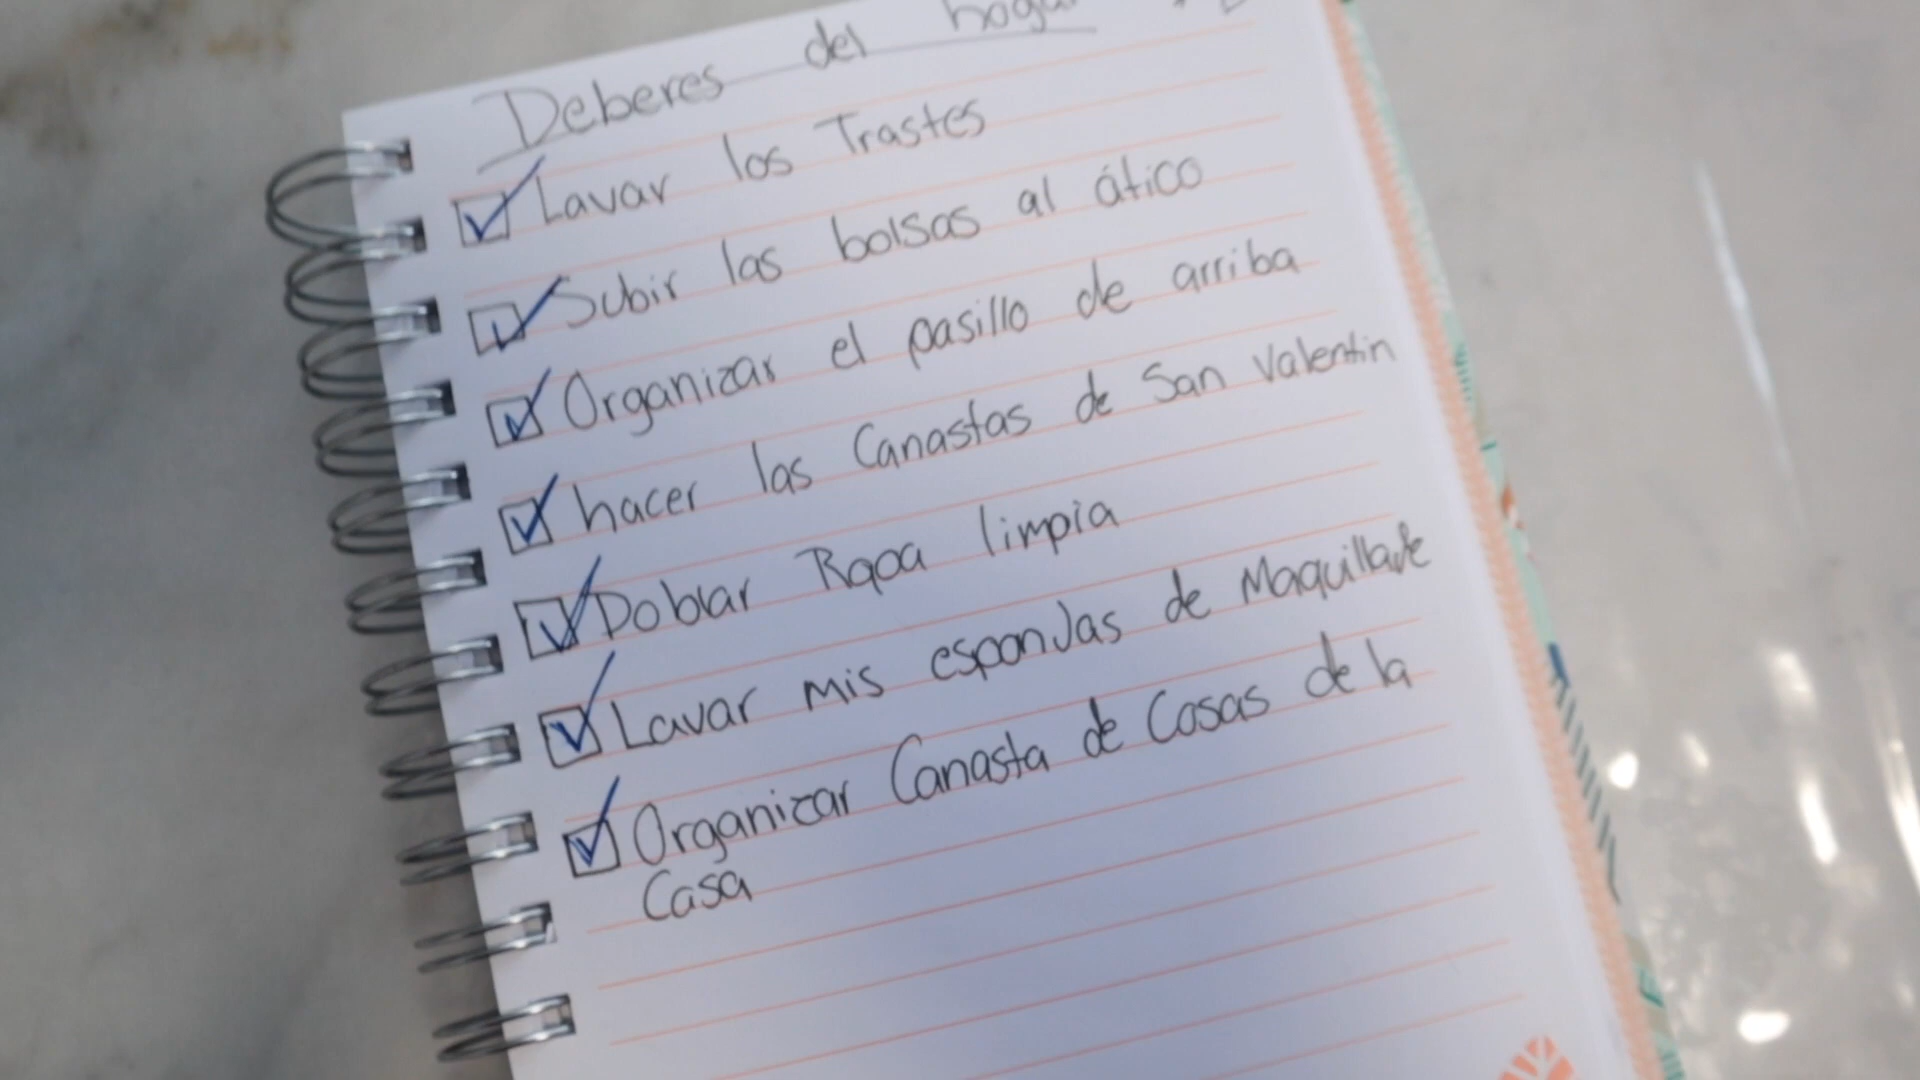 Deberes del hogar
Lavar los Trastes
Subir las bolsas al ático
Organizar el pasillo de arriba
hacer las Canastas de San Valentin
Doblar Ropa limpia
Lavar mis esponJas de Maquillaje
Organizar Canasta de Cosas de la
Casa